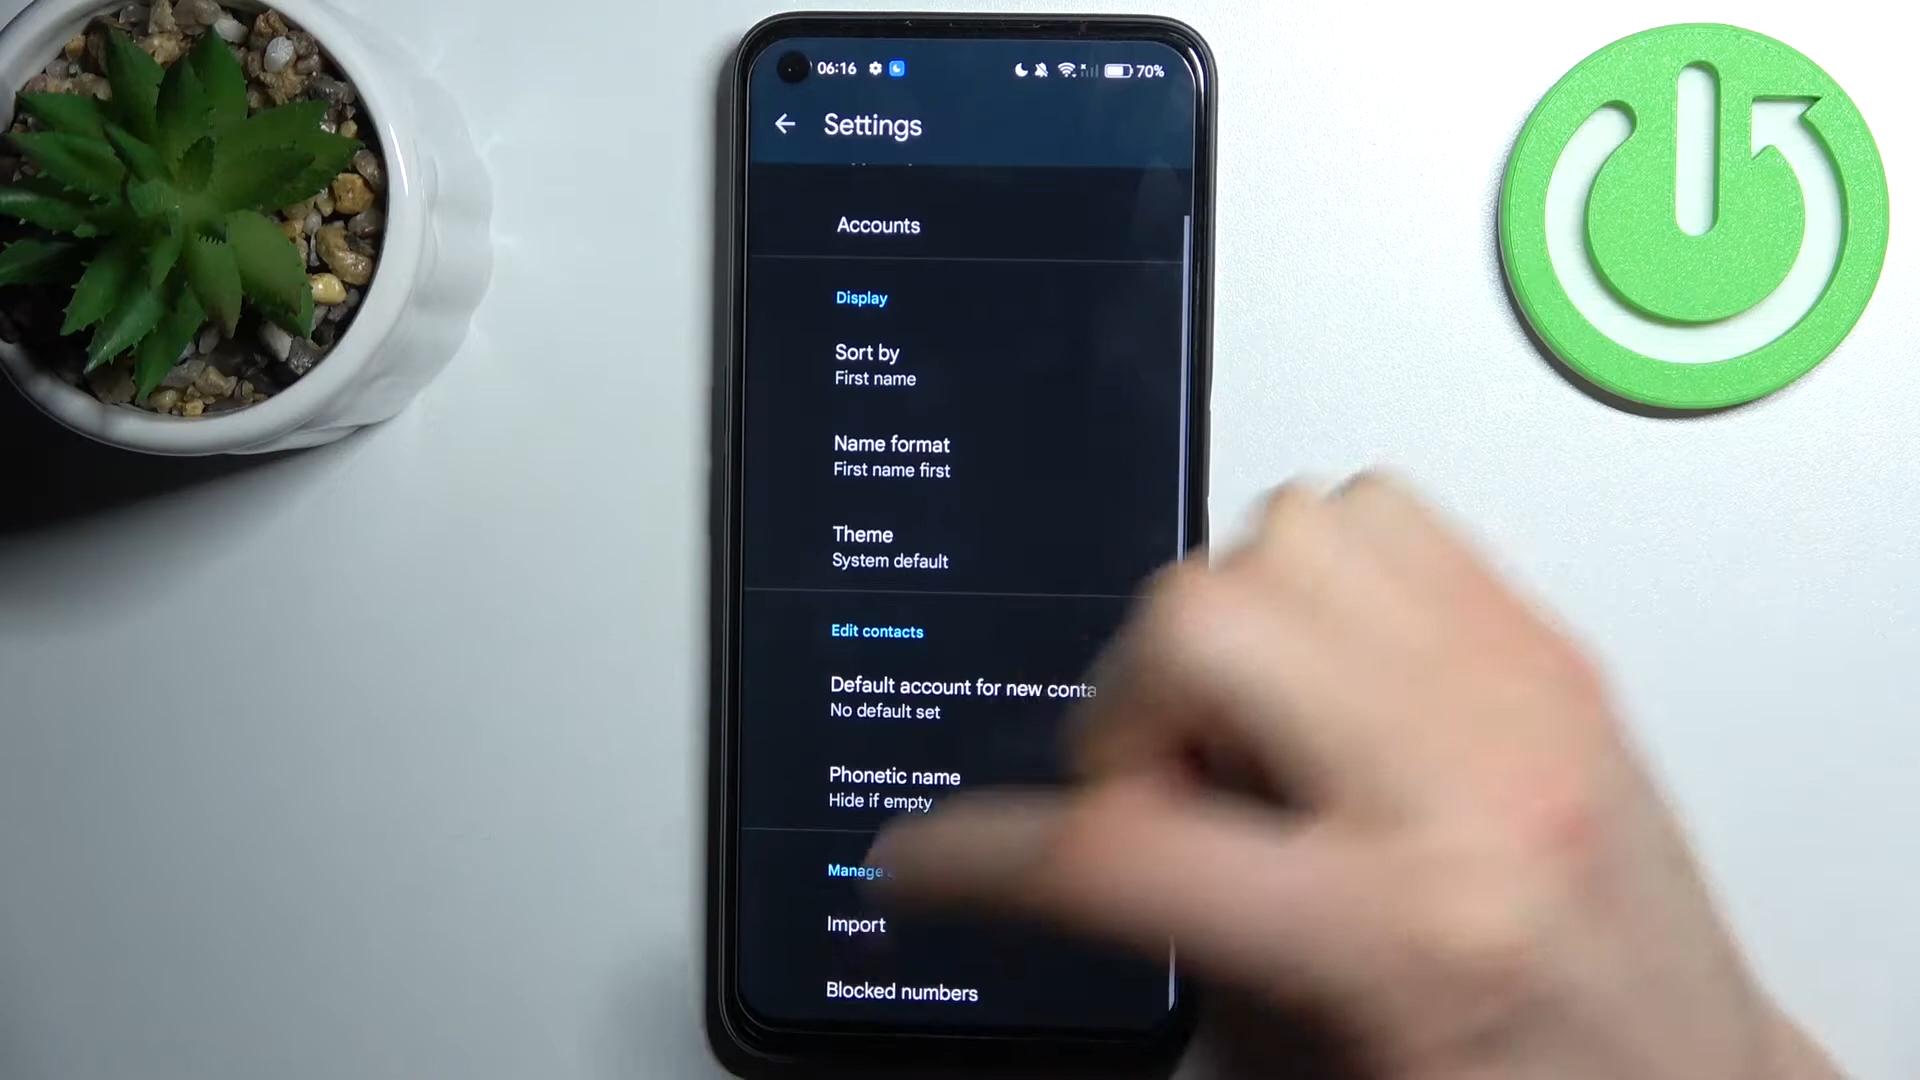 06:16
70%
Settings
Accounts
Display
Sort by
First name
Name format
First name first
Theme
System default
Edit contacts
Default account for new conta
No default set
Phonetic name
Hide if empty
Manage
Import
Blocked numbers